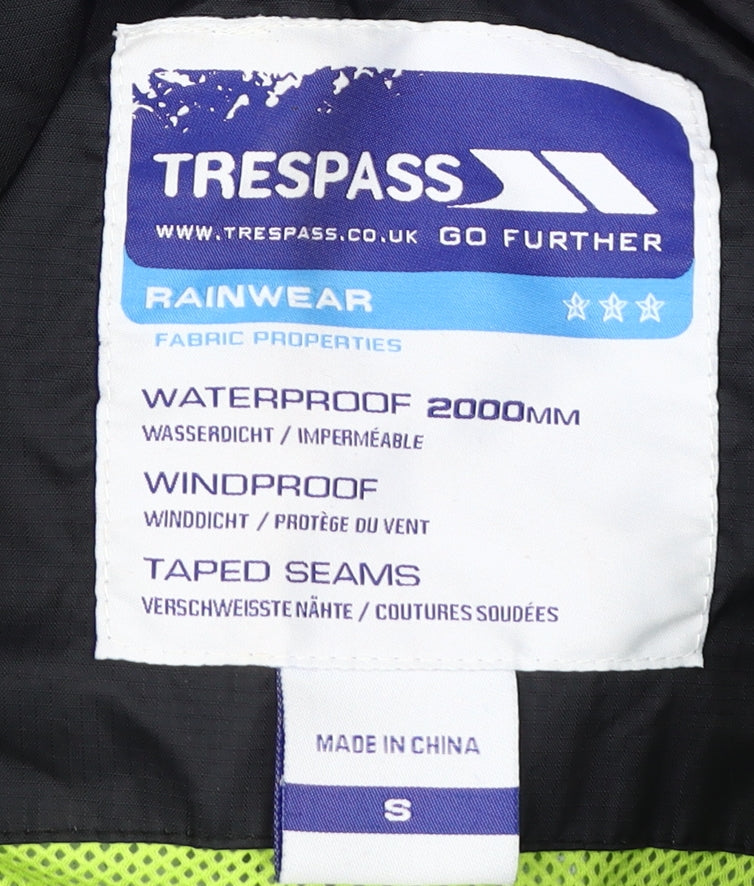 TRESPASS
WWW.TRESPASS.CO.UK GO FURTHER
RAINWEAR
FABRIC PROPERTIES
WATERPROOF 2000MM
WASSERDICHT / IMPERMÉABLE
WINDPROOF
WINDDICHT / PROTÈGE DU VENT
TAPED SEAMS
VERSCHWEISSTE NÄHTE / COUTURES SOUDÉES
MADE IN CHINA
S